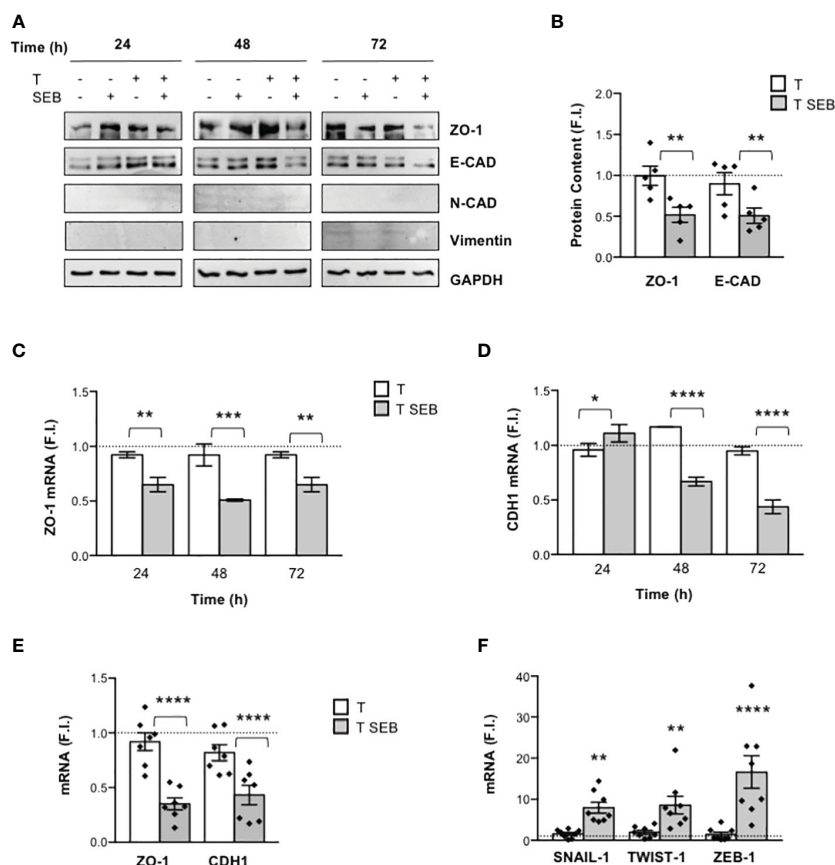 A
Time (h) 24 48 72
T - - + + - - + + - - + +
SEB - + - + - + - + - + - +
ZO-1
E-CAD
N-CAD
Vimentin
GAPDH
B
T
T SEB
Protein Content (F.I.)
2.0
1.5
1.0
0.5
0.0
** **
ZO-1 E-CAD
C
T
T SEB
ZO-1 mRNA (F.I.)
1.5
1.0
0.5
0.0
** *** **
24 48 72
Time (h)
D
CDH1 mRNA (F.I.)
1.5
1.0
0.5
0.0
* **** ****
24 48 72
Time (h)
E
T
T SEB
mRNA (F.I.)
1.5
1.0
0.5
0.0
**** ****
ZO-1 CDH1
F
mRNA (F.I.)
40
30
20
10
0
** ** ****
SNAIL-1 TWIST-1 ZEB-1